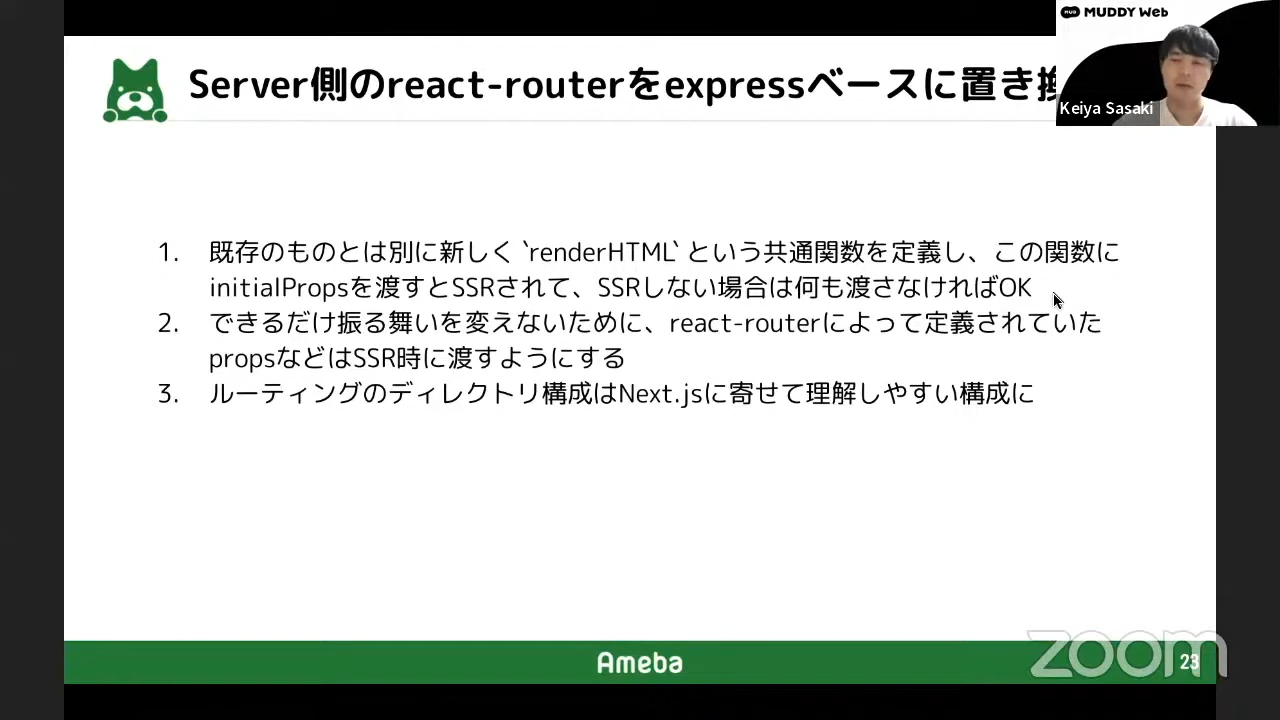 MUDDY Web
Server側のreact-routerをexpressベースに置き換
Keiya Sasaki
1. 既存のものとは別に新しく`renderHTML`という共通関数を定義し、この関数に
initialPropsを渡すとSSRされて、SSRしない場合は何も渡さなければOK
2. できるだけ振る舞いを変えないために、react-routerによって定義されていた
propsなどはSSR時に渡すようにする
3. ルーティングのディレクトリ構成はNext.jsに寄せて理解しやすい構成に
Ameba
zoom
23